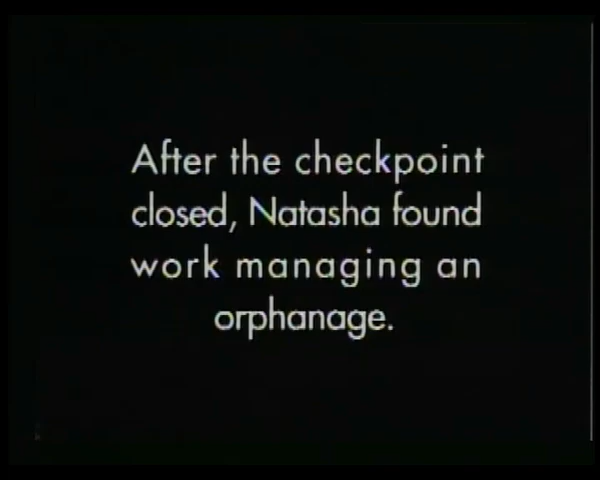 After the checkpoint
closed, Natasha found
work managing an
orphanage.